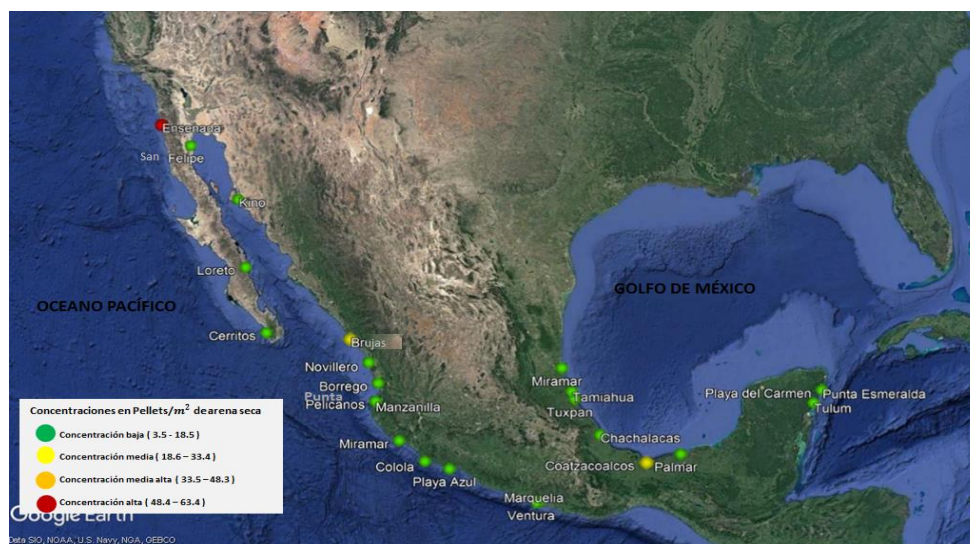 Ensenada
San Felipe
Kino
Loreto
OCEANO PACÍFICO
GOLFO DE MÉXICO
Cerritos
Brujas
Novillero
Borrego
Punta
Pelicanos
Manzanilla
Miramar
Colola
Playa Azul
Marquelia
Ventura
Miramar
Tamiahua
Tuxpan
Chachalacas
Coatzacoalcos
Palmar
Playa del Carmen
Punta Esmeralda
Tulum
Concentraciones en Pellets/m² de arena seca
Concentración baja ( 3.5 - 18.5 )
Concentración media ( 18.6 – 33.4 )
Concentración media alta ( 33.5 – 48.3 )
Concentración alta ( 48.4 – 63.4 )
Google Earth
Data SIO, NOAA, U.S. Navy, NGA, GEBCO